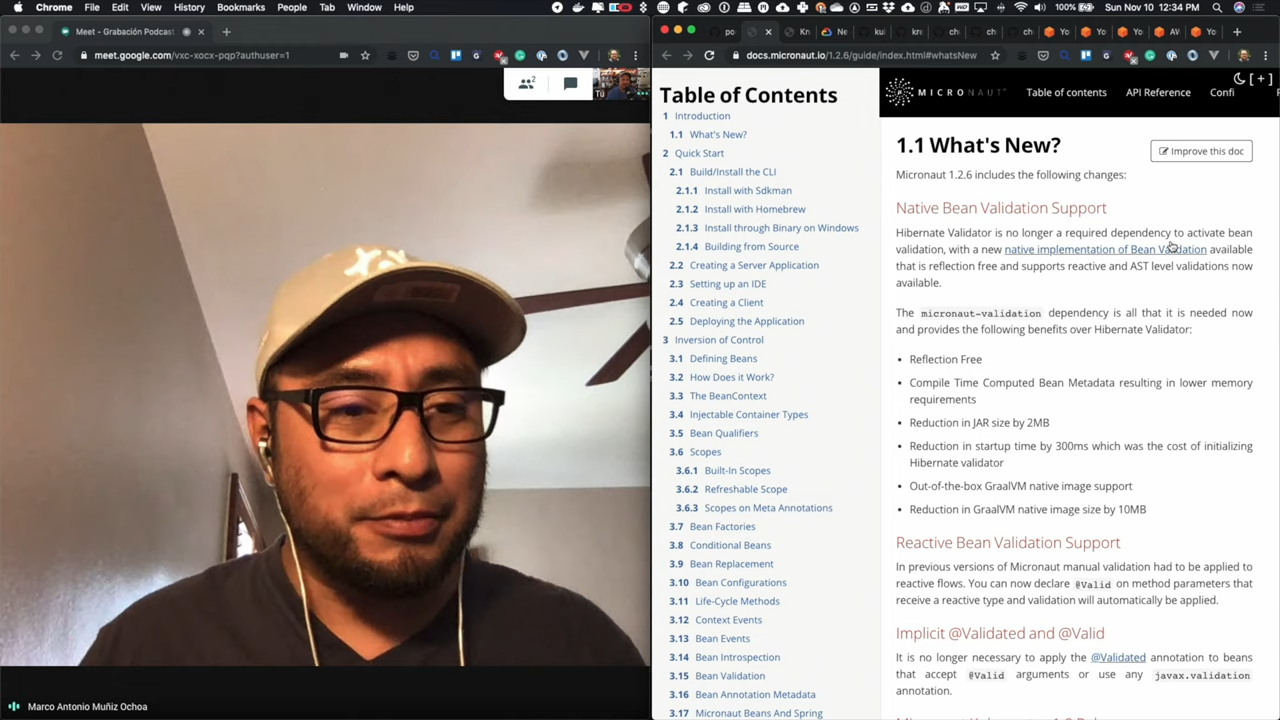 Chrome File Edit View History Bookmarks People Tab Window Help
100% Sun Nov 10 12:34 PM
Meet - Grabación Podcast
meet.google.com/vxc-xocx-pqp?authuser=1
2
Tú
Marco Antonio Muñiz Ochoa
docs.micronaut.io/1.2.6/guide/index.html#whatsNew
Table of Contents
1 Introduction
1.1 What's New?
2 Quick Start
2.1 Build/Install the CLI
2.1.1 Install with Sdkman
2.1.2 Install with Homebrew
2.1.3 Install through Binary on Windows
2.1.4 Building from Source
2.2 Creating a Server Application
2.3 Setting up an IDE
2.4 Creating a Client
2.5 Deploying the Application
3 Inversion of Control
3.1 Defining Beans
3.2 How Does it Work?
3.3 The BeanContext
3.4 Injectable Container Types
3.5 Bean Qualifiers
3.6 Scopes
3.6.1 Built-In Scopes
3.6.2 Refreshable Scope
3.6.3 Scopes on Meta Annotations
3.7 Bean Factories
3.8 Conditional Beans
3.9 Bean Replacement
3.10 Bean Configurations
3.11 Life-Cycle Methods
3.12 Context Events
3.13 Bean Events
3.14 Bean Introspection
3.15 Bean Validation
3.16 Bean Annotation Metadata
3.17 Micronaut Beans And Spring
MICRONAUT Table of contents API Reference Confi
[ + ]
1.1 What's New?
Improve this doc
Micronaut 1.2.6 includes the following changes:
Native Bean Validation Support
Hibernate Validator is no longer a required dependency to activate bean
validation, with a new native implementation of Bean Validation available
that is reflection free and supports reactive and AST level validations now
available.
The micronaut-validation dependency is all that it is needed now
and provides the following benefits over Hibernate Validator:
• Reflection Free
• Compile Time Computed Bean Metadata resulting in lower memory
requirements
• Reduction in JAR size by 2MB
• Reduction in startup time by 300ms which was the cost of initializing
Hibernate validator
• Out-of-the-box GraalVM native image support
• Reduction in GraalVM native image size by 10MB
Reactive Bean Validation Support
In previous versions of Micronaut manual validation had to be applied to
reactive flows. You can now declare @Valid on method parameters that
receive a reactive type and validation will automatically be applied.
Implicit @Validated and @Valid
It is no longer necessary to apply the @Validated annotation to beans
that accept @Valid arguments or use any javax.validation
annotation.